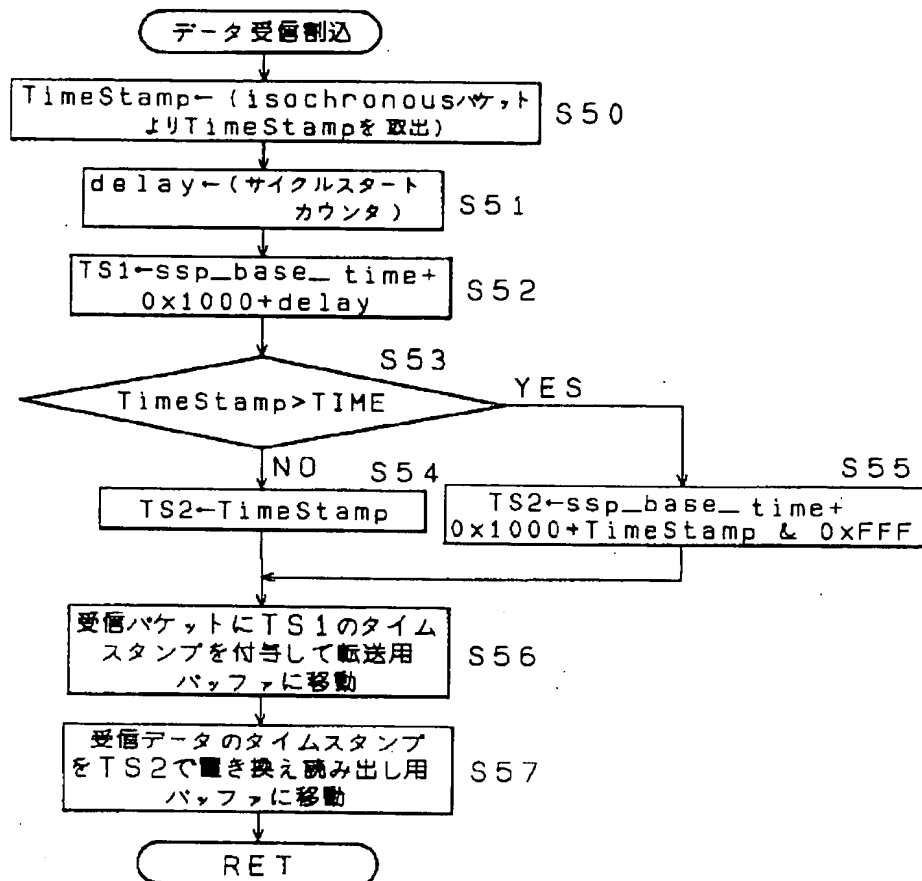 データ受信割込
TimeStamp←(isochronousパケット
よりTimeStampを取出)
S50
delay←(サイクルスタート
カウンタ)
S51
TS1←ssp_base_time+
0x1000+delay
S52
S53
TimeStamp>TIME
YES
NO
S54
TS2←TimeStamp
S55
TS2←ssp_base_time+
0x1000+TimeStamp & 0xFFF
受信パケットにTS1のタイム
スタンプを付与して転送用
バッファに移動
S56
受信データのタイムスタンプ
をTS2で置き換え読み出し用
バッファに移動
S57
RET